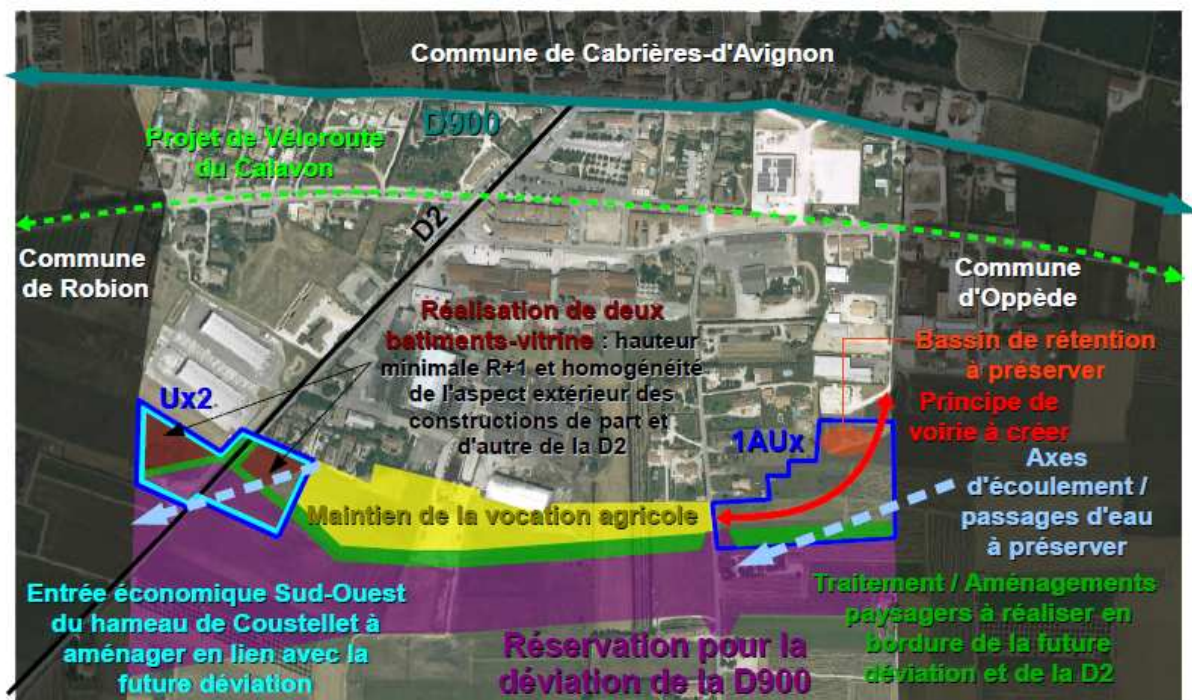 Commune de Cabrières-d'Avignon
D900
Projet de Véloroute
du Calavon
D2
Commune
de Robion
Commune
d'Oppède
Réalisation de deux
batiments-vitrine : hauteur
minimale R+1 et homogénéité
de l'aspect extérieur des
constructions de part et
d'autre de la D2
Bassin de rétention
à préserver
Principe de
voirie à créer
Ux2
1AUx
Axes
d'écoulement /
passages d'eau
à préserver
Maintien de la vocation agricole
Entrée économique Sud-Ouest
du hameau de Coustellet à
aménager en lien avec la
future déviation
Réservation pour la
déviation de la D900
Traitement / Aménagements
paysagers à réaliser en
bordure de la future
déviation et de la D2